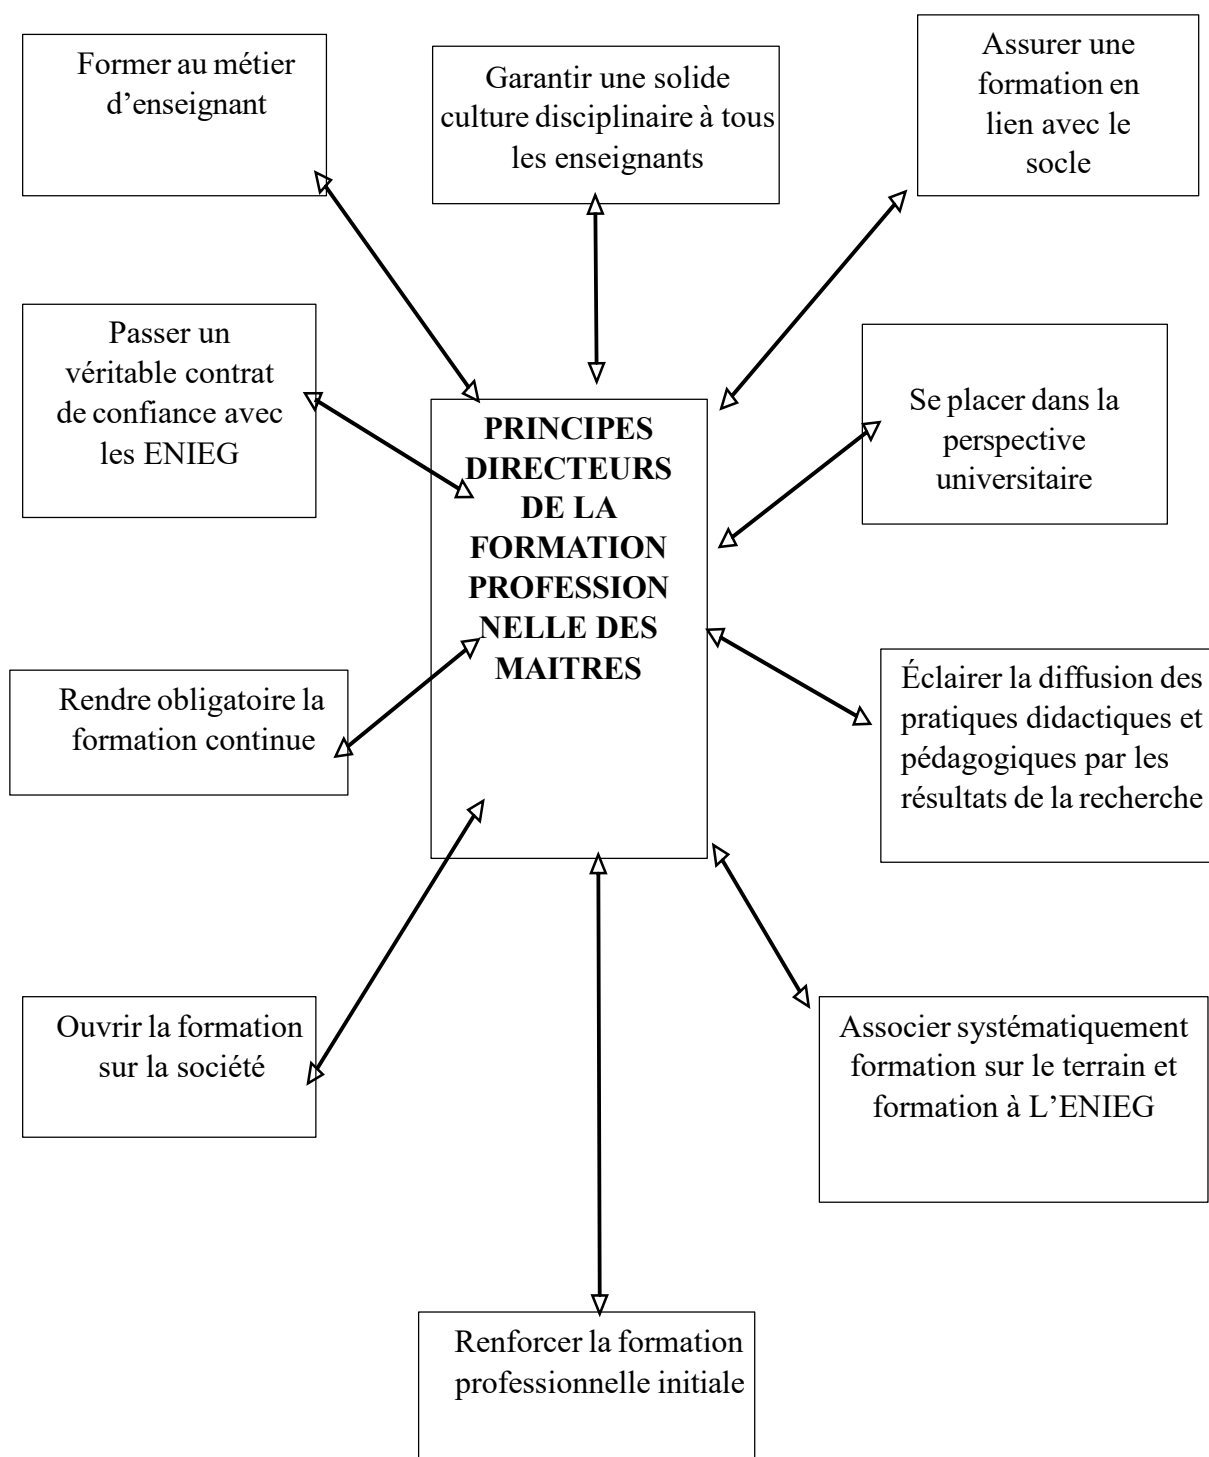 Former au métier
d’enseignant
Garantir une solide
culture disciplinaire à tous
les enseignants
Assurer une
formation en
lien avec le
socle
Passer un
véritable contrat
de confiance avec
les ENIEG
PRINCIPES
DIRECTEURS
DE LA
FORMATION
PROFESSION
NELLE DES
MAITRES
Se placer dans la
perspective
universitaire
Rendre obligatoire la
formation continue
Éclairer la diffusion des
pratiques didactiques et
pédagogiques par les
résultats de la recherche
Ouvrir la formation
sur la société
Associer systématiquement
formation sur le terrain et
formation à L’ENIEG
Renforcer la formation
professionnelle initiale